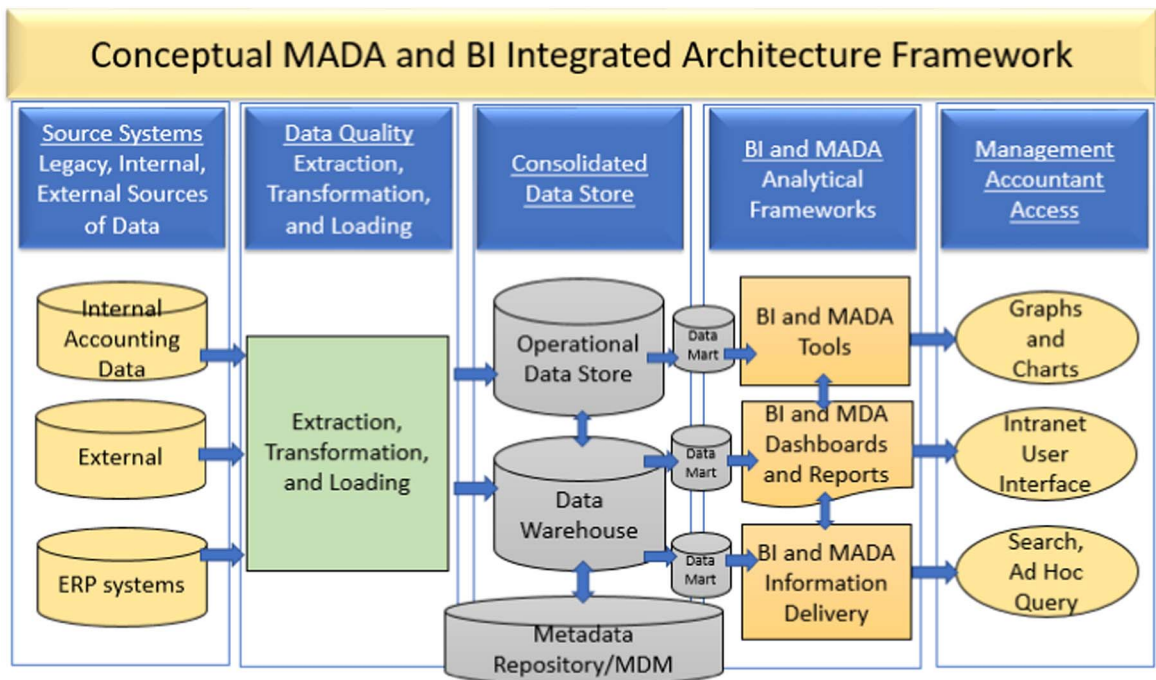 Conceptual MADA and BI Integrated Architecture Framework
Source Systems
Legacy, Internal,
External Sources
of Data
Data Quality
Extraction,
Transformation,
and Loading
Consolidated
Data Store
BI and MADA
Analytical
Frameworks
Management
Accountant
Access
Internal
Accounting
Data
External
ERP systems
Extraction,
Transformation,
and Loading
Operational
Data Store
Data
Warehouse
Metadata
Repository/MDM
Data
Mart
Data
Mart
Data
Mart
BI and MADA
Tools
BI and MDA
Dashboards
and Reports
BI and MADA
Information
Delivery
Graphs
and
Charts
Intranet
User
Interface
Search,
Ad Hoc
Query